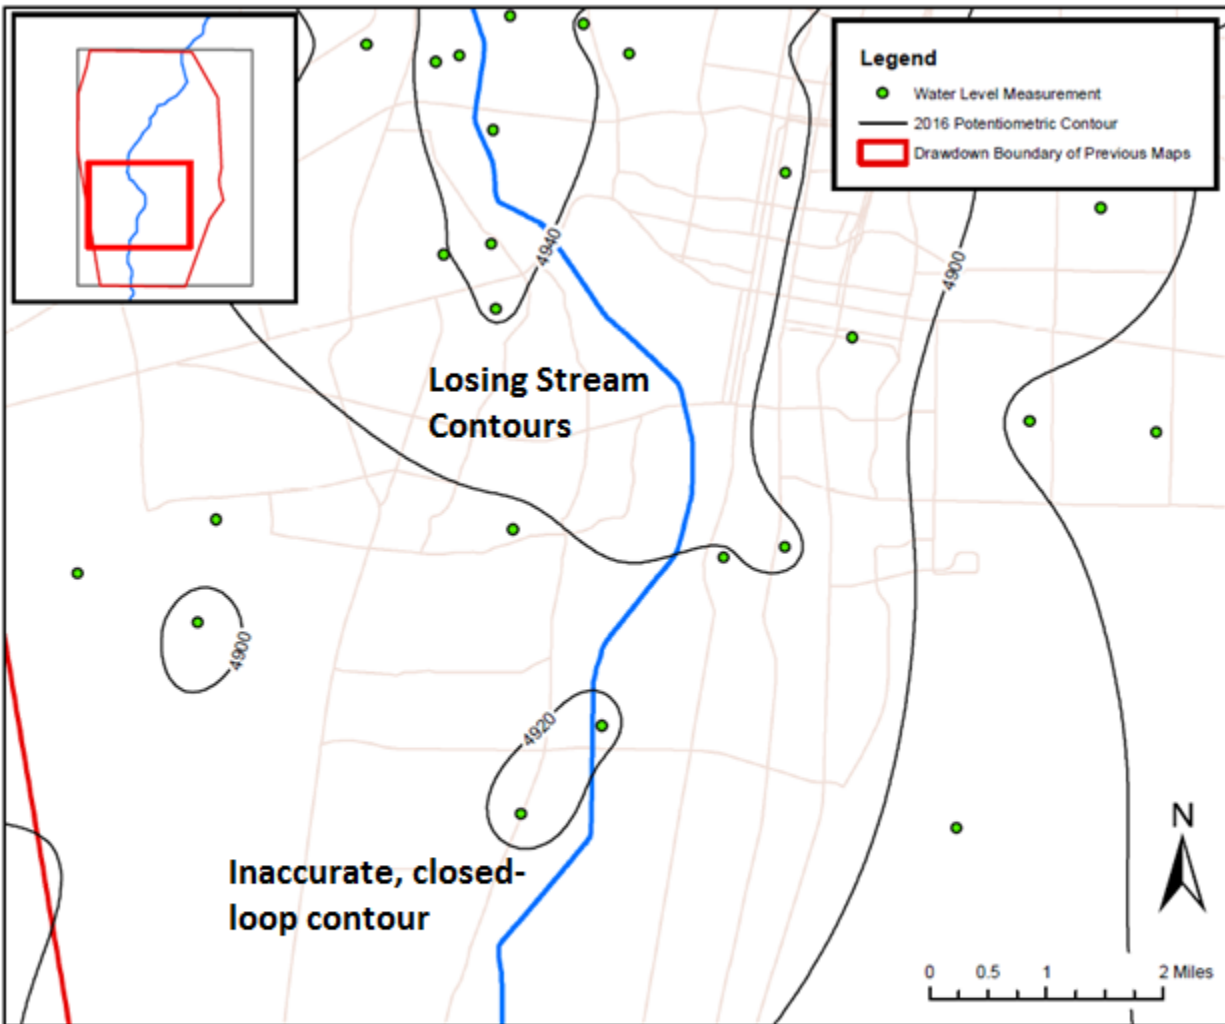 Legend
Water Level Measurement
2016 Potentiometric Contour
Drawdown Boundary of Previous Maps
4940
4900
Losing Stream
Contours
4900
4920
Inaccurate, closed-
loop contour
N
0 0.5 1 2 Miles